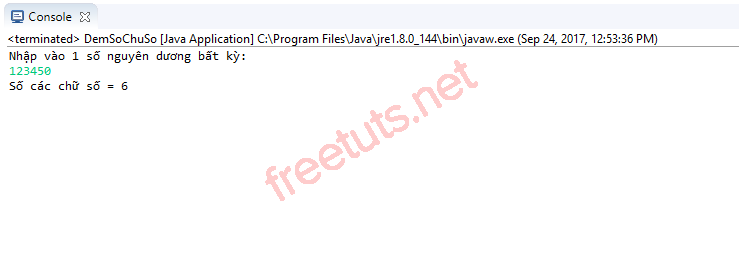 Console
<terminated> DemSoChuSo [Java Application] C:\Program Files\Java\jre1.8.0_144\bin\javaw.exe (Sep 24, 2017, 12:53:36 PM)
Nhập vào 1 số nguyên dương bất kỳ:
123450
Số các chữ số = 6
freetuts.net